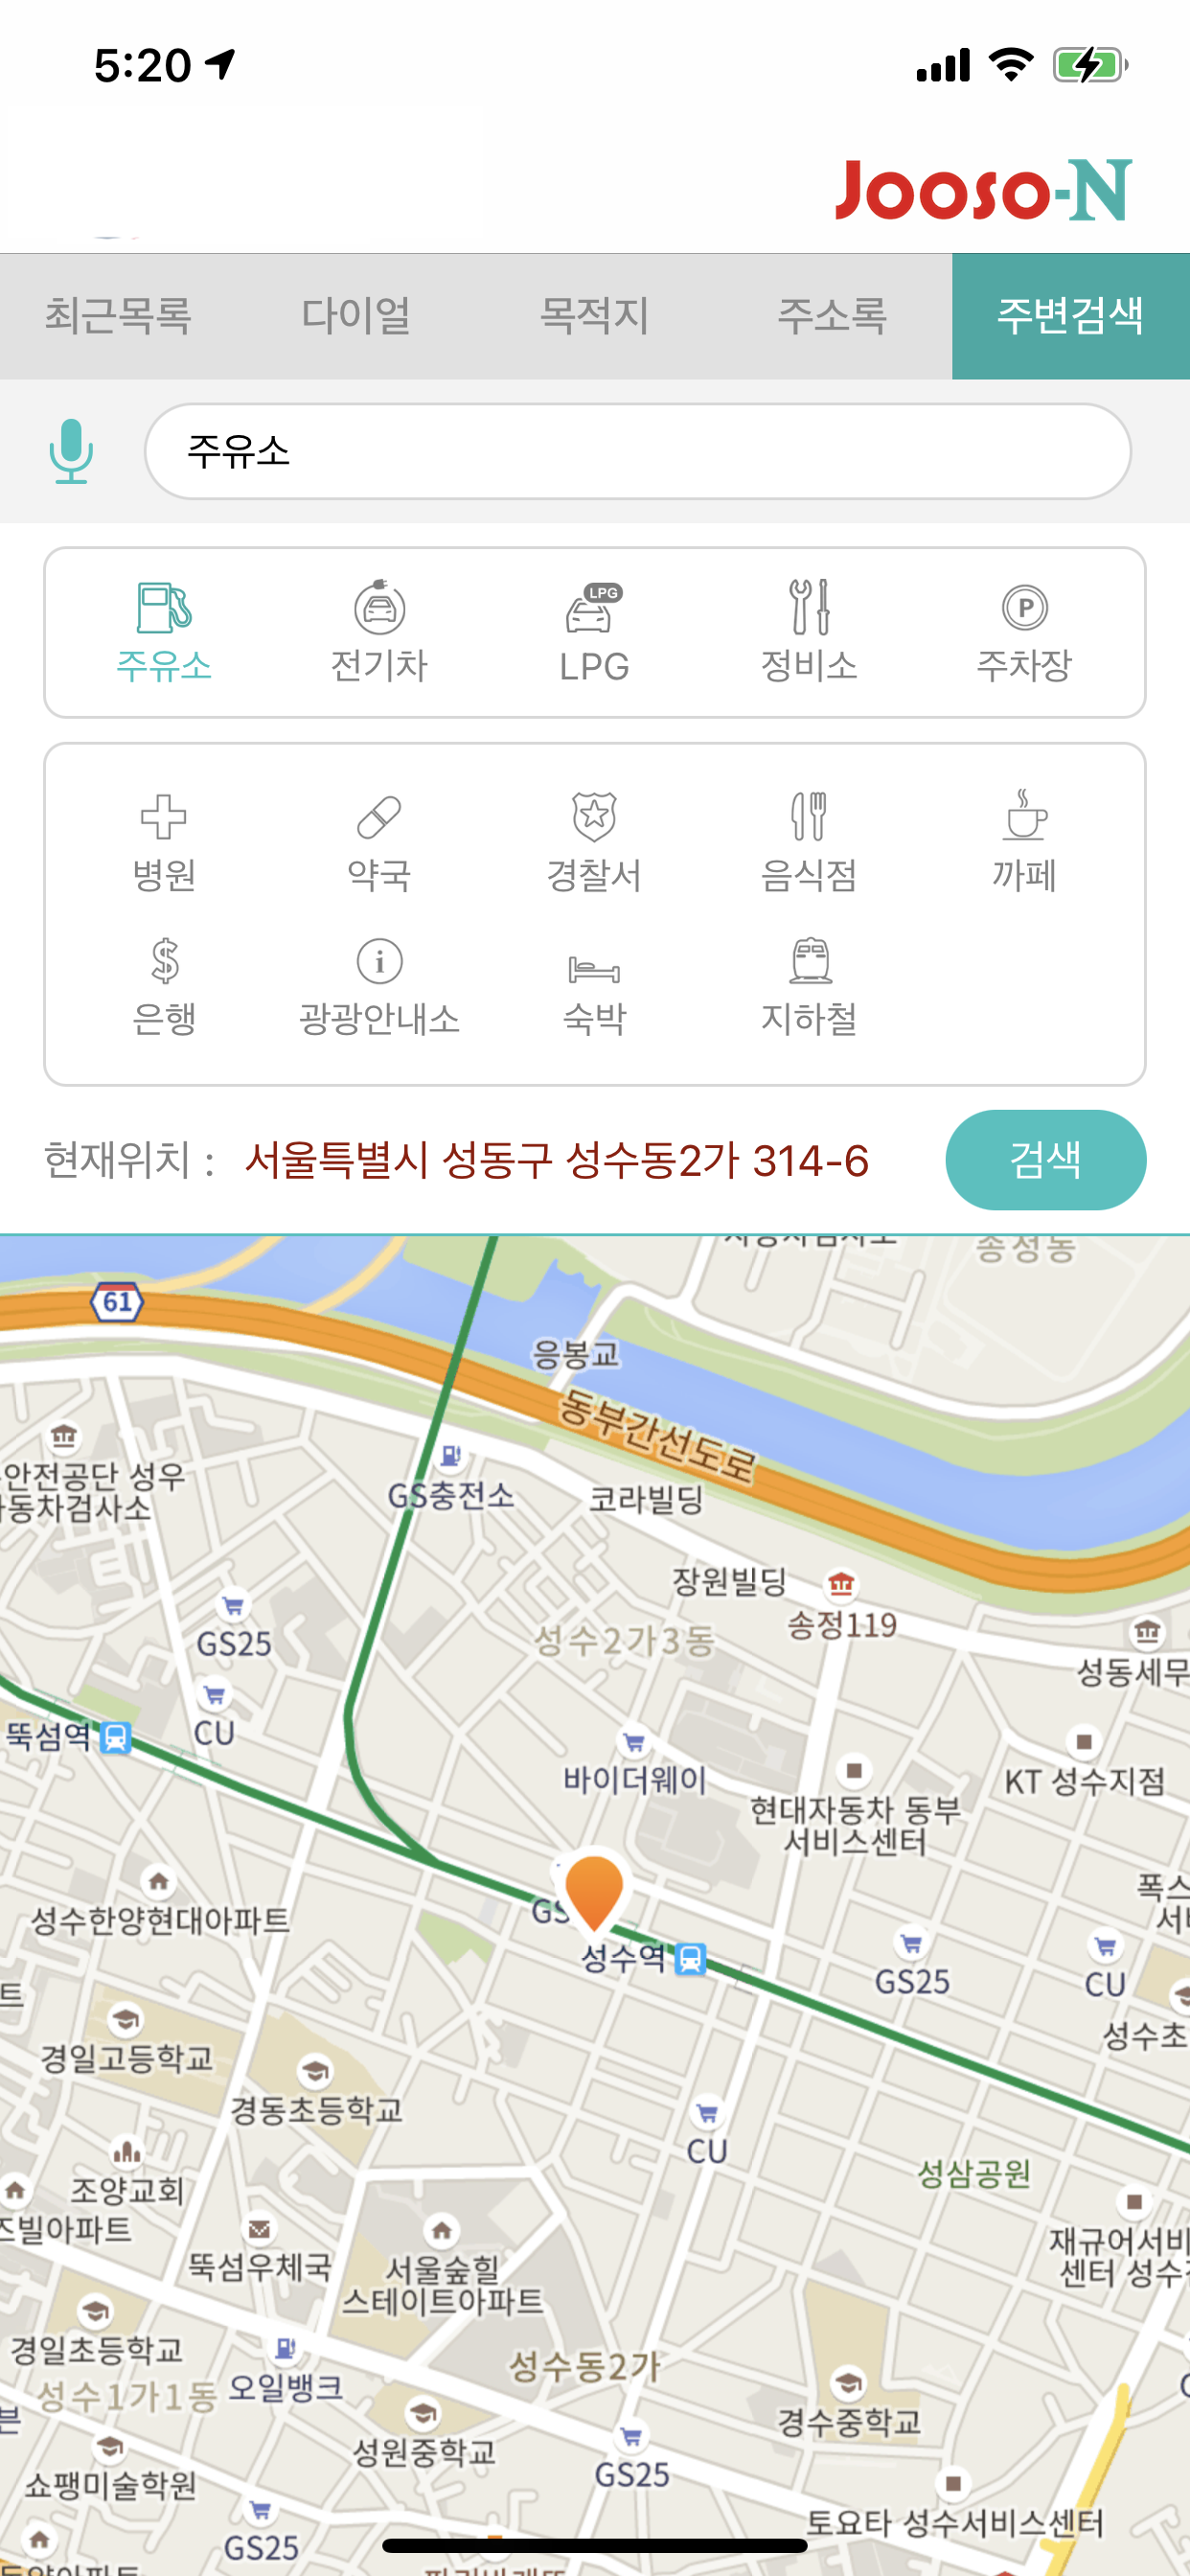 5:20
Jooso-N
최근목록 다이얼 목적지 주소록 주변검색
주유소
LPG P
주유소 전기차 LPG 정비소 주차장
병원 약국 경찰서 음식점 까페
은행 광광안내소 숙박 지하철
현재위치 : 서울특별시 성동구 성수동2가 314-6 검색
송정동
61
응봉교
동부간선도로
안전공단 성우
동차검사소
GS충전소
코라빌딩
장원빌딩
송정119
GS25
성수2가3동
성동세무
뚝섬역
CU
바이더웨이
KT 성수지점
현대자동차 동부
서비스센터
폭스
서비
성수한양현대아파트
GS
성수역
GS25
CU
트
성수초
경일고등학교
경동초등학교
CU
성삼공원
조양교회
즈빌아파트
뚝섬우체국
서울숲힐
스테이트아파트
재규어서비
센터 성수
경일초등학교
성수1가1동
오일뱅크
성수동2가
븐
경수중학교
성원중학교
GS25
쇼팽미술학원
토요타 성수서비스센터
GS25